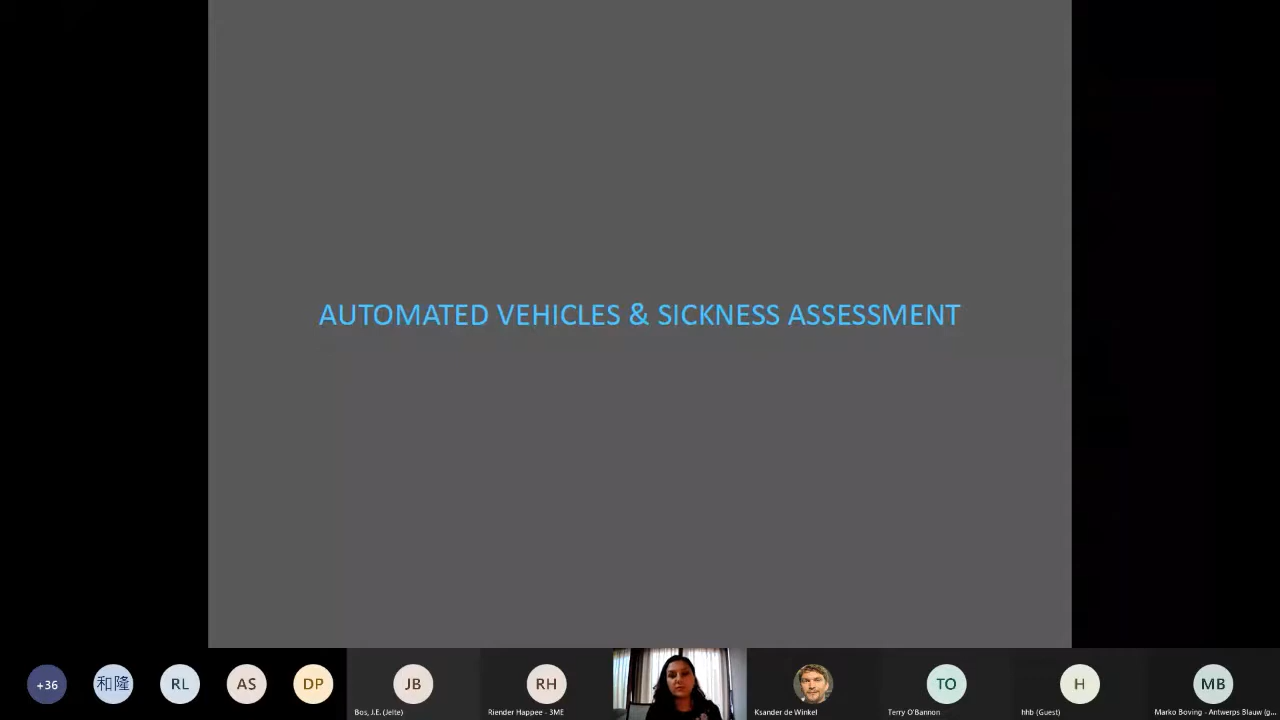 AUTOMATED VEHICLES & SICKNESS ASSESSMENT
+36
和隆
RL
AS
DP
JB
Bos, J.E. (Jelte)
RH
Riender Happee - 3ME
Ksander de Winkel
TO
Terry O'Bannon
H
hhb (Guest)
MB
Marko Boving - Antwerps Blauw (g...